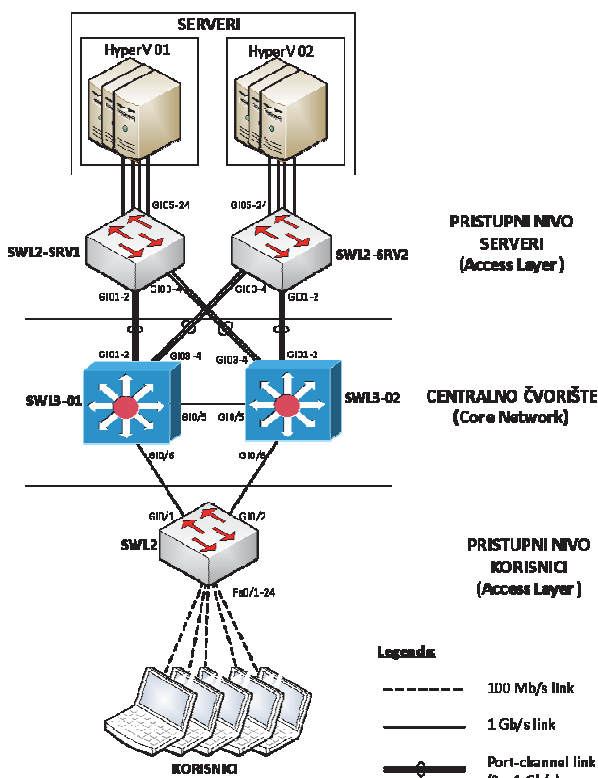 SERVERI
HyperV 01
HyperV 02
GI05-24
GI05-24
SWL2-SRV1
SWL2-SRV2
PRISTUPNI NIVO
SERVERI
(Access Layer)
GI01-2
GI03-4
GI03-4
GI01-2
GI01-2
GI03-4
GI03-4
GI01-2
SWL3-01
GI0/5
GI0/5
SWL3-02
CENTRALNO ČVORIŠTE
(Core Network)
GI0/6
GI0/6
GI0/1
GI0/2
SWL2
PRISTUPNI NIVO
KORISNICI
(Access Layer)
Fa0/1-24
KORISNICI
Legenda:
100 Mb/s link
1 Gb/s link
Port-channel link